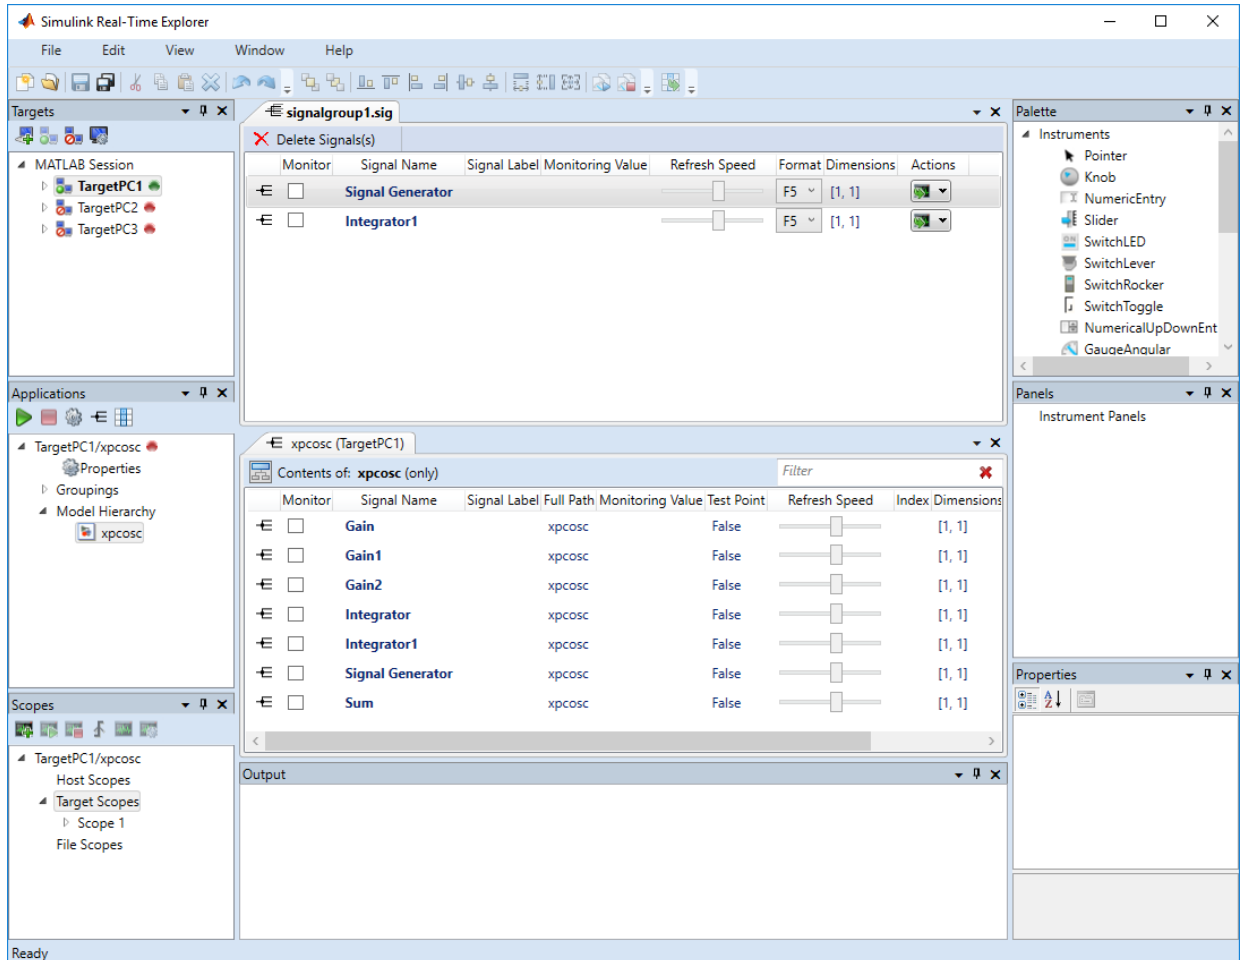 Simulink Real-Time Explorer
File Edit View Window Help
Targets
MATLAB Session
TargetPC1
TargetPC2
TargetPC3
Applications
TargetPC1/xpcosc
Properties
Groupings
Model Hierarchy
xpcosc
Scopes
TargetPC1/xpcosc
Host Scopes
Target Scopes
Scope 1
File Scopes
signalgroup1.sig
Delete Signals(s)
Monitor Signal Name Signal Label Monitoring Value Refresh Speed Format Dimensions Actions
Signal Generator F5 [1, 1]
Integrator1 F5 [1, 1]
xpcosc (TargetPC1)
Contents of: xpcosc (only) Filter
Monitor Signal Name Signal Label Full Path Monitoring Value Test Point Refresh Speed Index Dimensions
Gain xpcosc False [1, 1]
Gain1 xpcosc False [1, 1]
Gain2 xpcosc False [1, 1]
Integrator xpcosc False [1, 1]
Integrator1 xpcosc False [1, 1]
Signal Generator xpcosc False [1, 1]
Sum xpcosc False [1, 1]
Output
Palette
Instruments
Pointer
Knob
NumericEntry
Slider
SwitchLED
SwitchLever
SwitchRocker
SwitchToggle
NumericalUpDownEnt
GaugeAngular
Panels
Instrument Panels
Properties
Ready